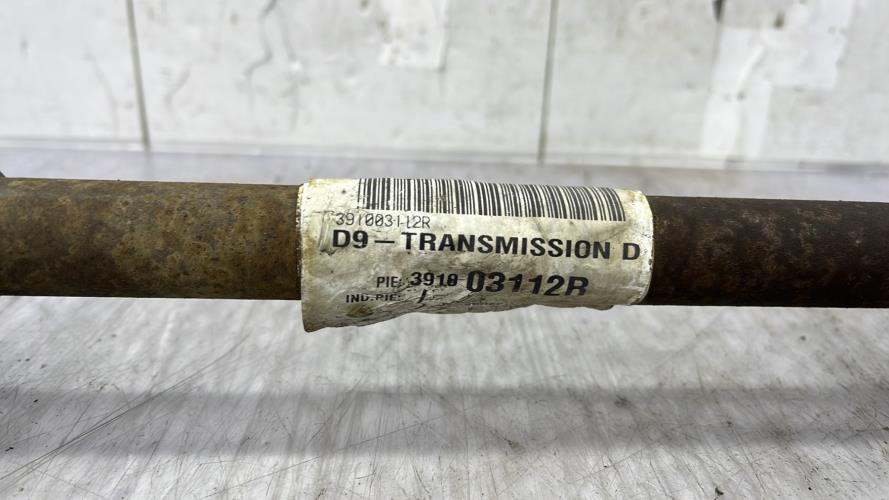 391003112R
D9-TRANSMISSION D
PIE: 3910 03112R
IND.PIE: /-